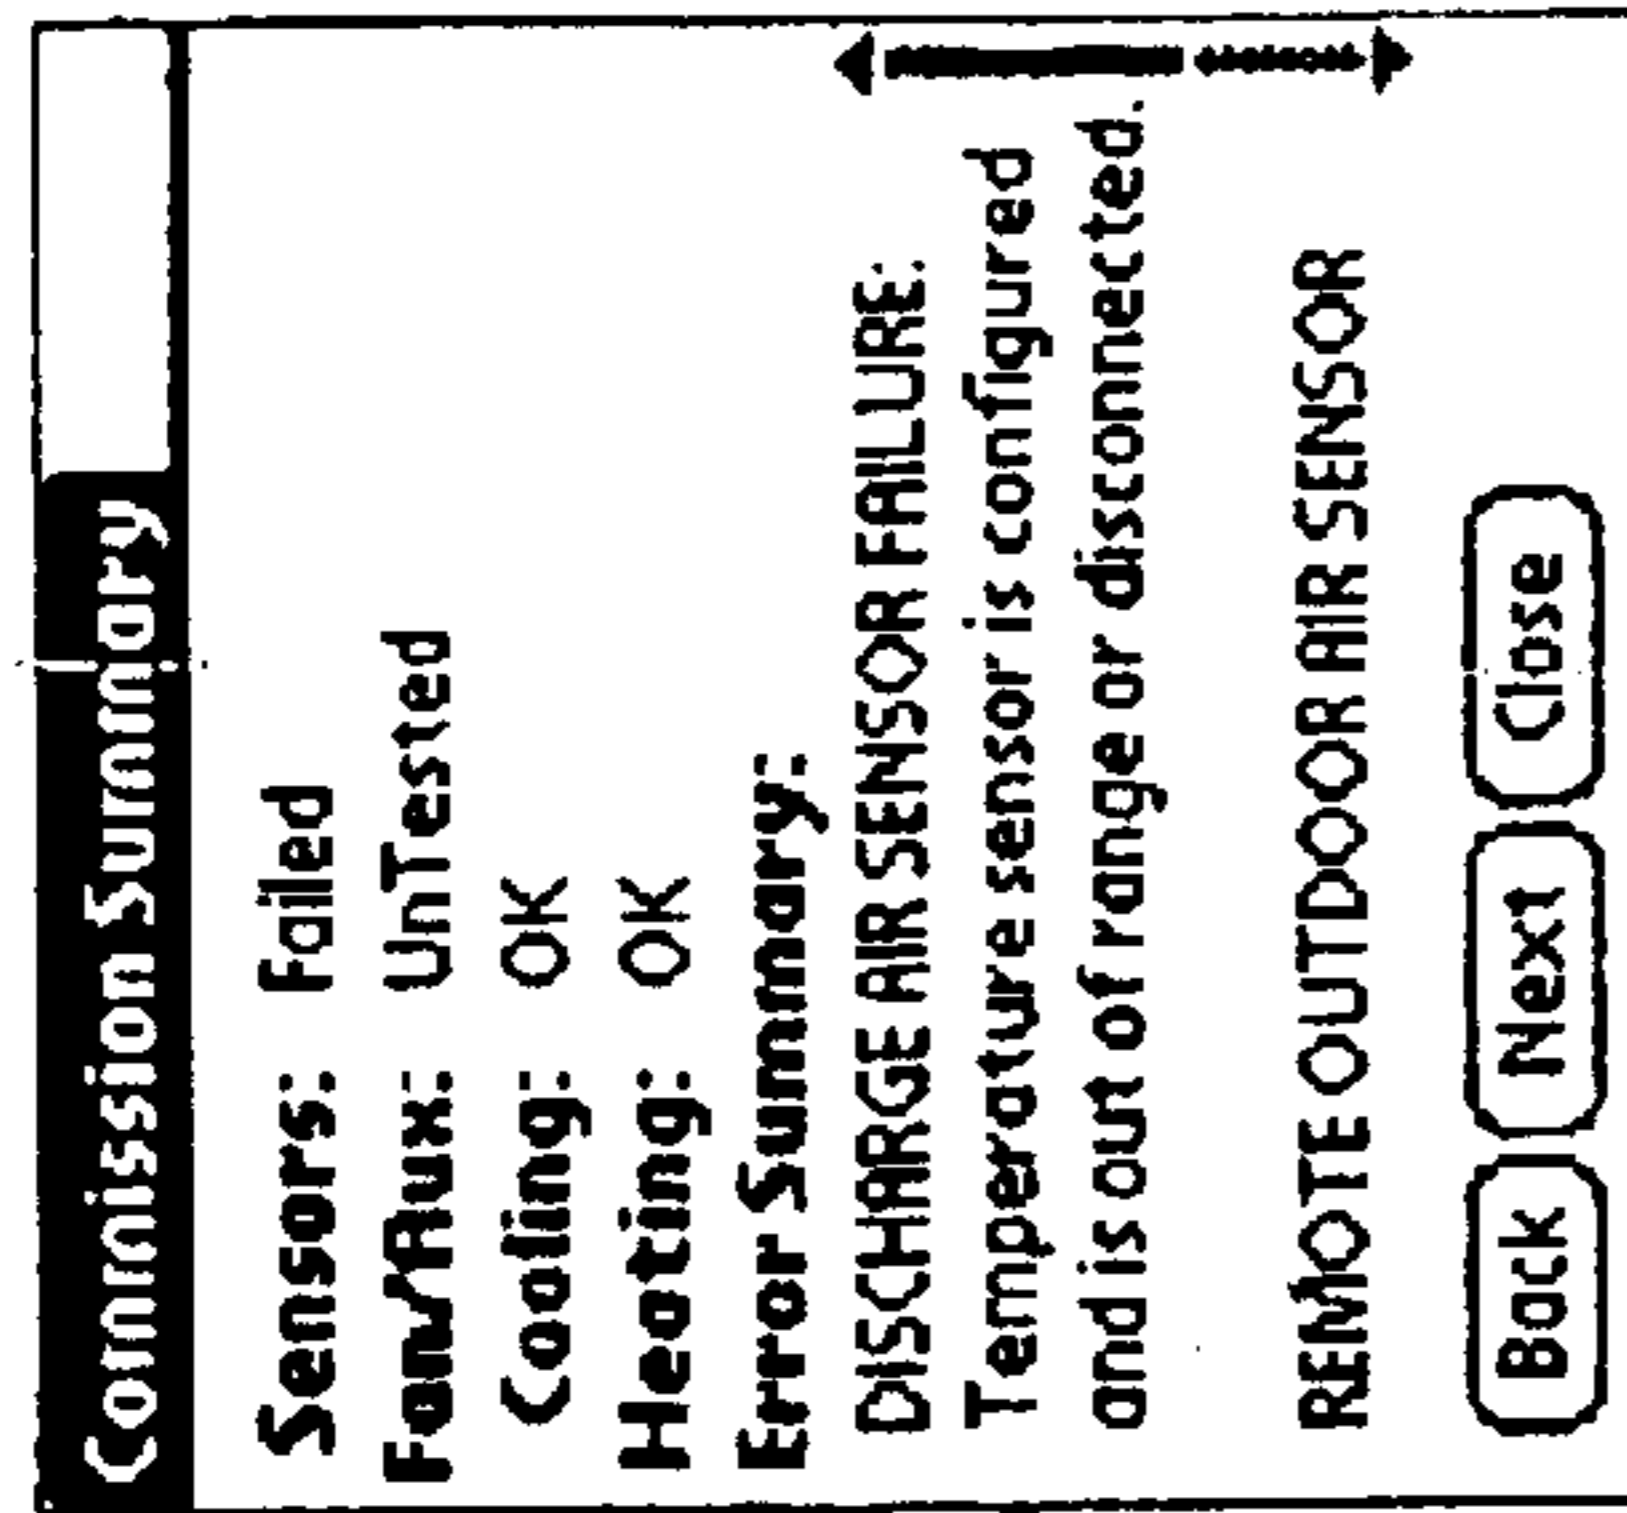 Commission Summary
Sensors: Failed
Fan/Aux: UnTested
Cooling: OK
Heating: OK
Error Summary:
DISCHARGE AIR SENSOR FAILURE:
Temperature sensor is configured
and is out of range or disconnected.
REMOTE OUTDOOR AIR SENSOR
Back Next Close